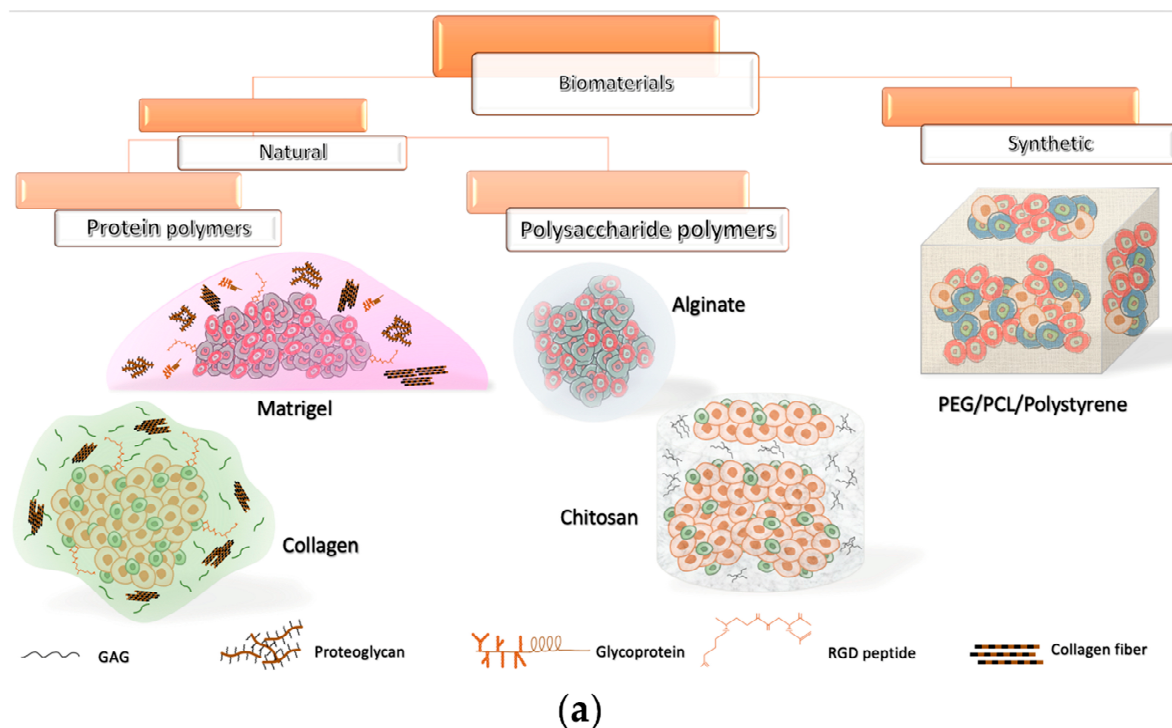 Biomaterials
Natural
Synthetic
Protein polymers
Polysaccharide polymers
Alginate
Matrigel
PEG/PCL/Polystyrene
Chitosan
Collagen
GAG
Proteoglycan
Glycoprotein
RGD peptide
Collagen fiber
(a)